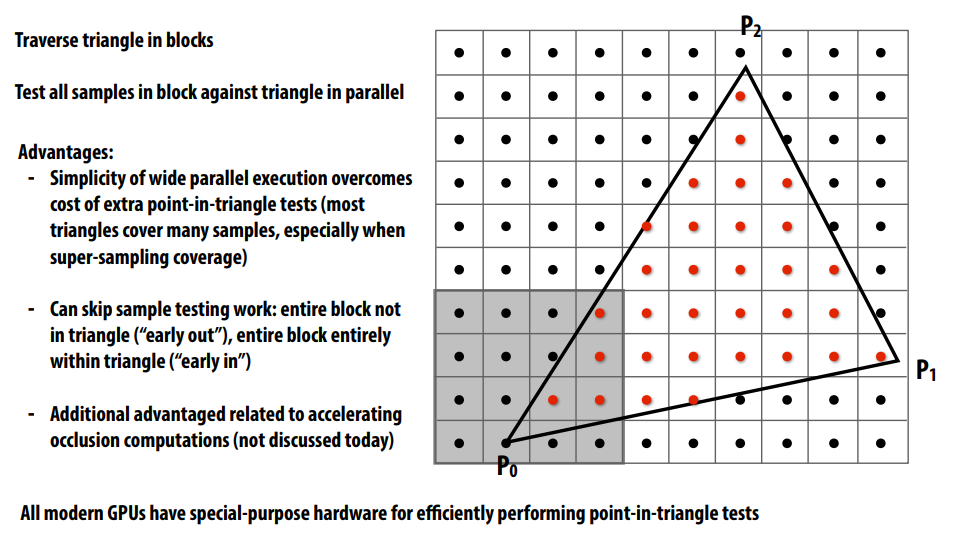 Traverse triangle in blocks
Test all samples in block against triangle in parallel
Advantages:
- Simplicity of wide parallel execution overcomes
cost of extra point-in-triangle tests (most
triangles cover many samples, especially when
super-sampling coverage)
- Can skip sample testing work: entire block not
in triangle (“early out”), entire block entirely
within triangle (“early in”)
- Additional advantaged related to accelerating
occlusion computations (not discussed today)
P2
P1
P0
All modern GPUs have special-purpose hardware for efficiently performing point-in-triangle tests